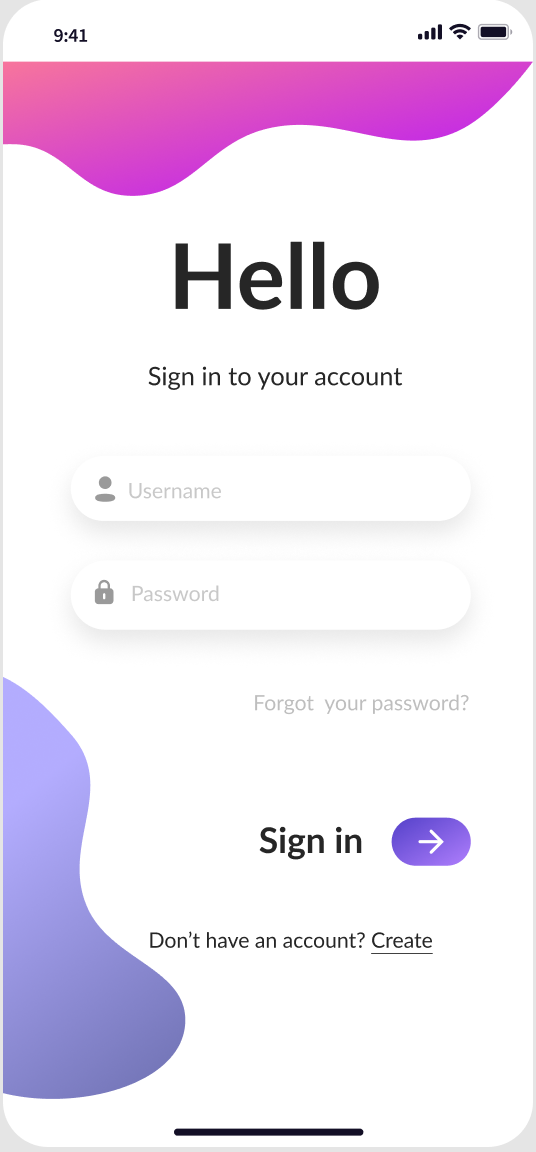 9:41
Hello
Sign in to your account
Username
Password
Forgot  your password?
Sign in
Don’t have an account? Create